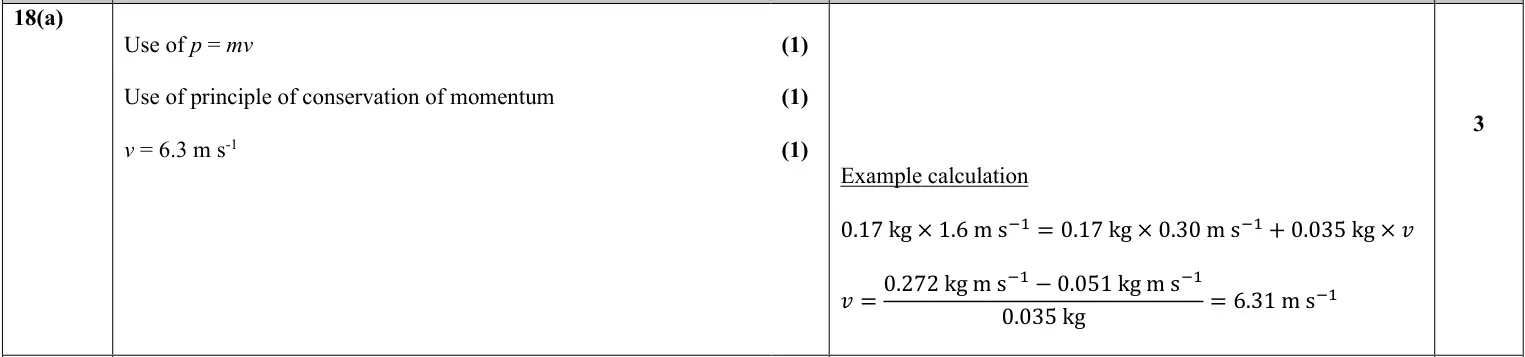 18(a)
Use of p = mv (1)
Use of principle of conservation of momentum (1)
v = 6.3 m s⁻¹ (1)
Example calculation
0.17 kg × 1.6 m s⁻¹ = 0.17 kg × 0.30 m s⁻¹ + 0.035 kg × v
v = (0.272 kg m s⁻¹ − 0.051 kg m s⁻¹) / 0.035 kg = 6.31 m s⁻¹
3